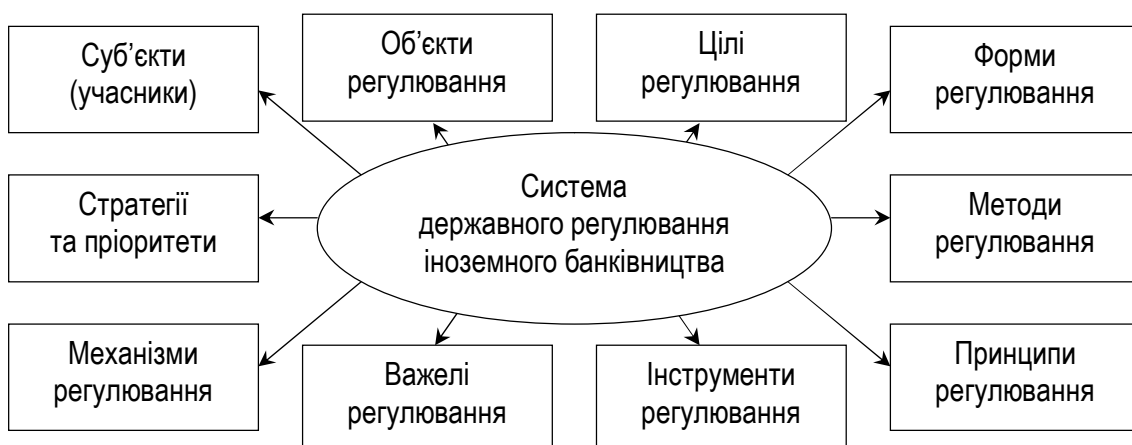 Суб’єкти
(учасники)
Об’єкти
регулювання
Цілі
регулювання
Форми
регулювання
Стратегії
та пріоритети
Система
державного регулювання
іноземного банківництва
Методи
регулювання
Механізми
регулювання
Важелі
регулювання
Інструменти
регулювання
Принципи
регулювання